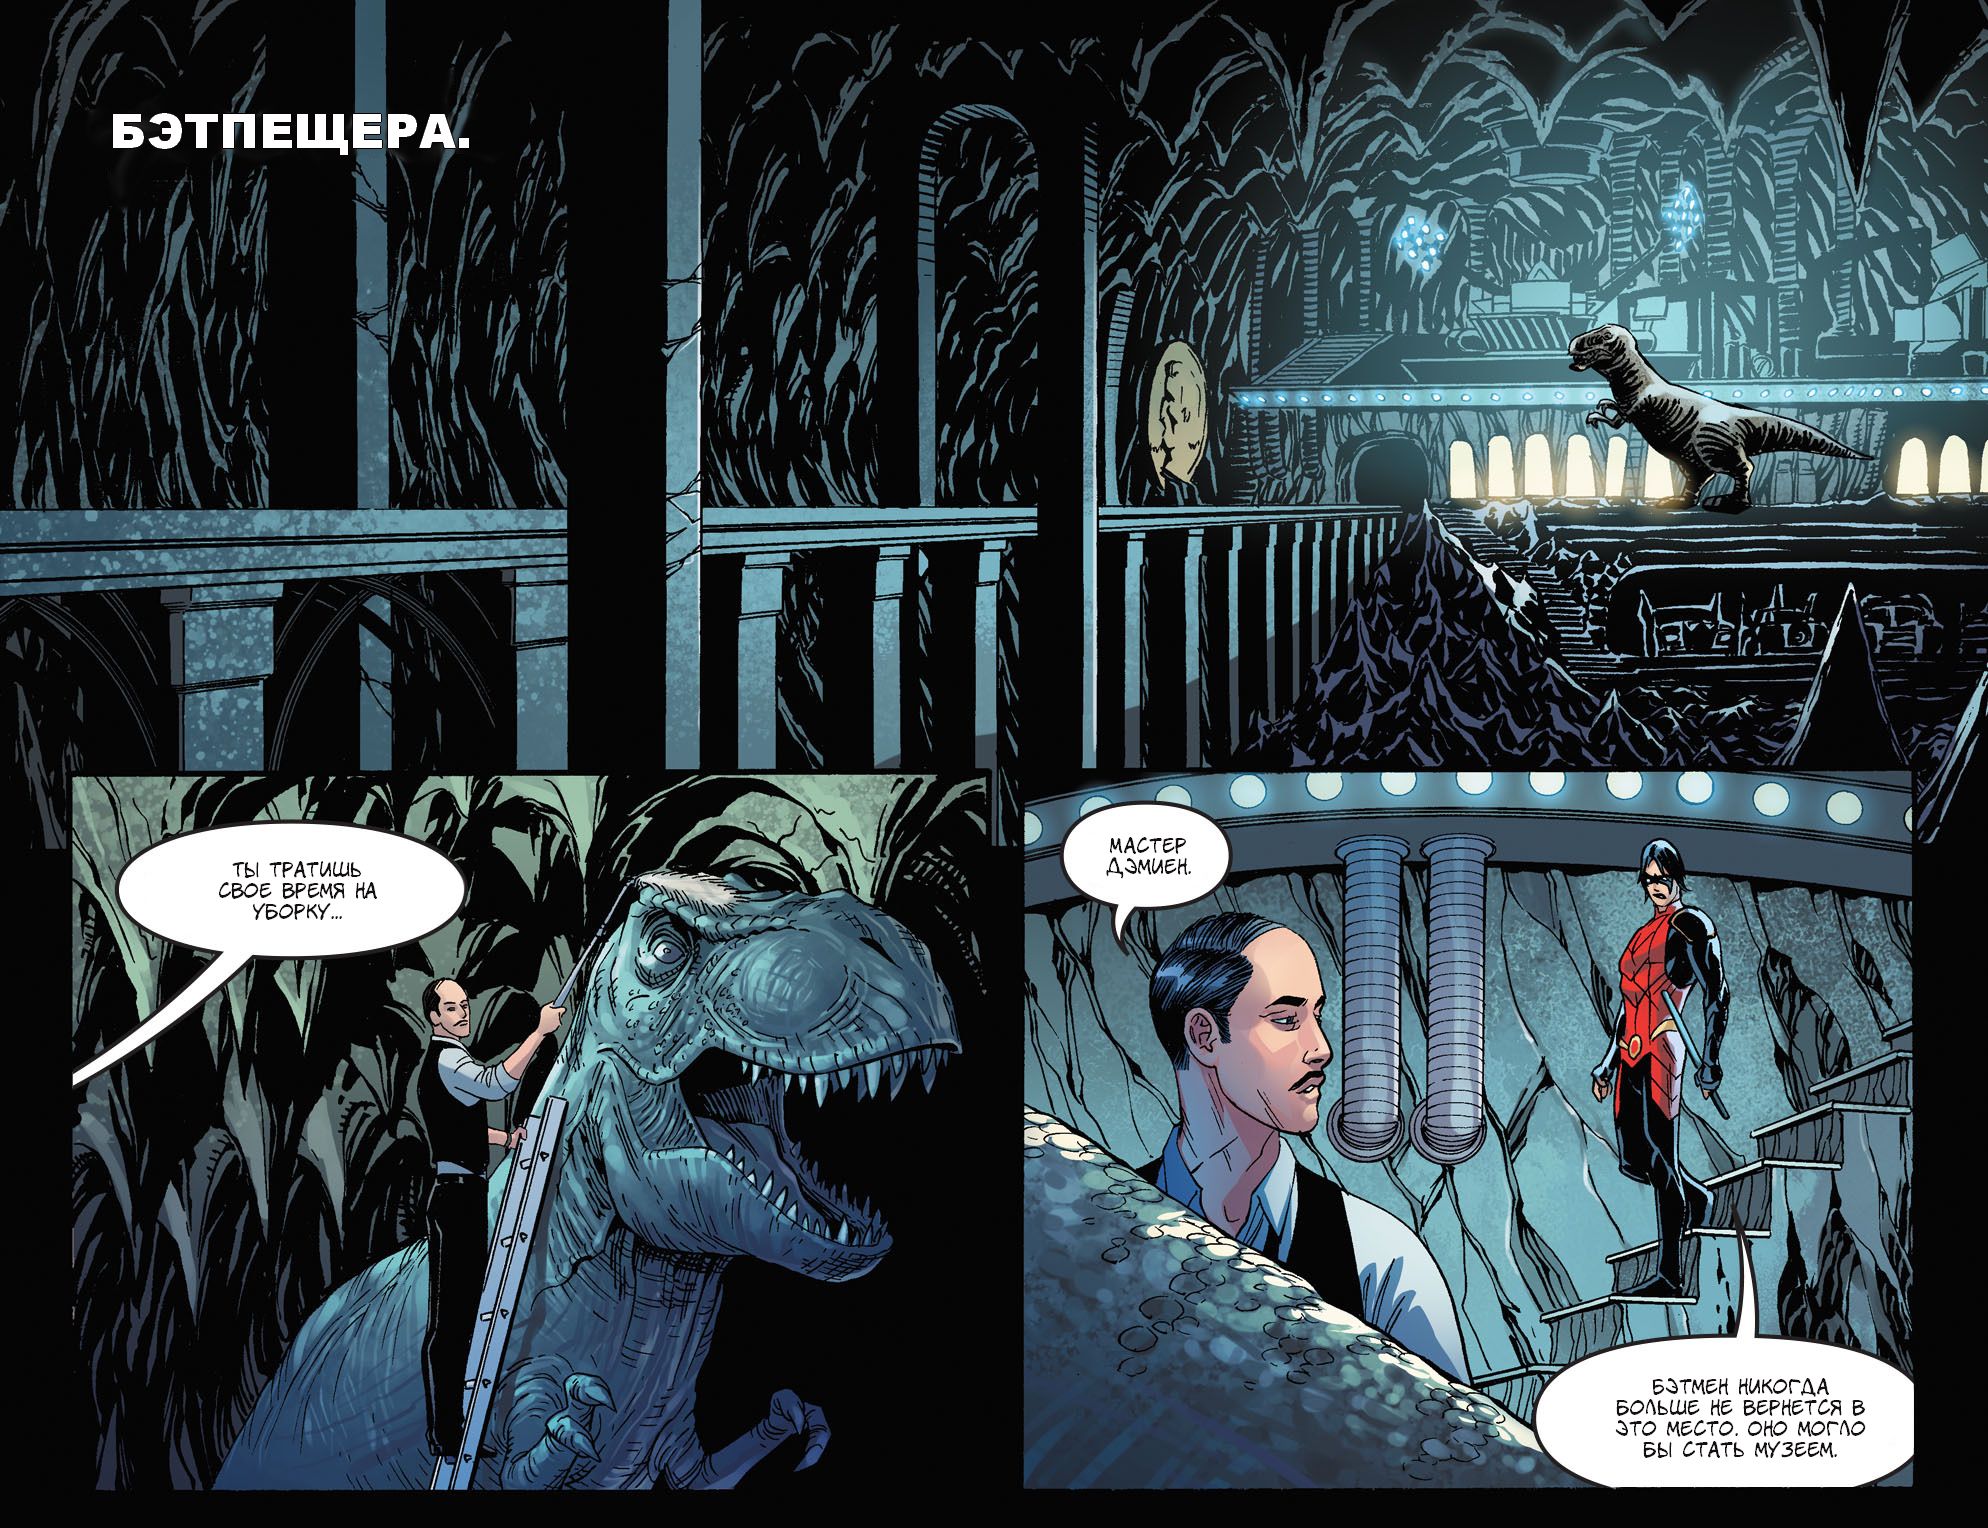 БЭТПЕЩЕРА.
ТЫ ТРАТИШЬ
СВОЕ ВРЕМЯ НА
УБОРКУ...
МАСТЕР
ДЭМИЕН.
БЭТМЕН НИКОГДА
БОЛЬШЕ НЕ ВЕРНЕТСЯ В
ЭТО МЕСТО. ОНО МОГЛО
БЫ СТАТЬ МУЗЕЕМ.